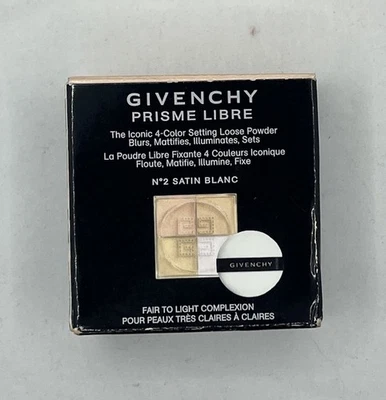 GIVENCHY
PRISME LIBRE
The Iconic 4-Color Setting Loose Powder
Blurs, Mattifies, Illuminates, Sets
La Poudre Libre Fixante 4 Couleurs Iconique
Floute, Matifie, Illumine, Fixe
N°2 SATIN BLANC
GIVENCHY
FAIR TO LIGHT COMPLEXION
POUR PEAUX TRÈS CLAIRES À CLAIRES